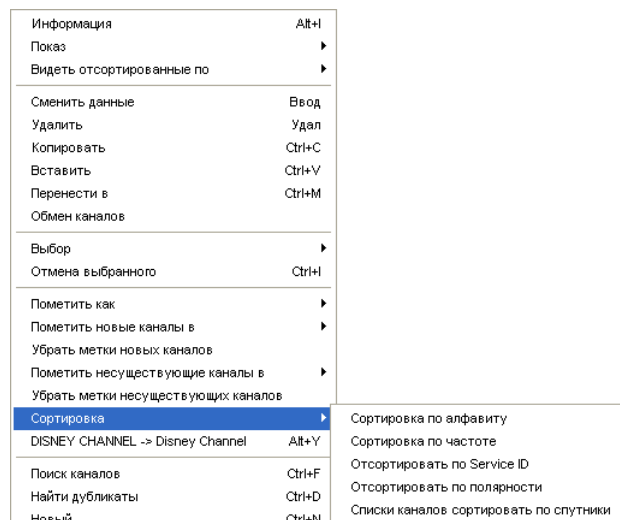 Информация Alt+I
Показ
Видеть отсортированные по
Сменить данные Ввод
Удалить Удал
Копировать Ctrl+C
Вставить Ctrl+V
Перенести в Ctrl+M
Обмен каналов
Выбор
Отмена выбранного Ctrl+I
Пометить как
Пометить новые каналы в
Убрать метки новых каналов
Пометить несуществующие каналы в
Убрать метки несуществующих каналов
Сортировка
DISNEY CHANNEL -> Disney Channel Alt+Y
Поиск каналов Ctrl+F
Найти дубликаты Ctrl+D
Новый Ctrl+N
Сортировка по алфавиту
Сортировка по частоте
Отсортировать по Service ID
Отсортировать по полярности
Списки каналов сортировать по спутники